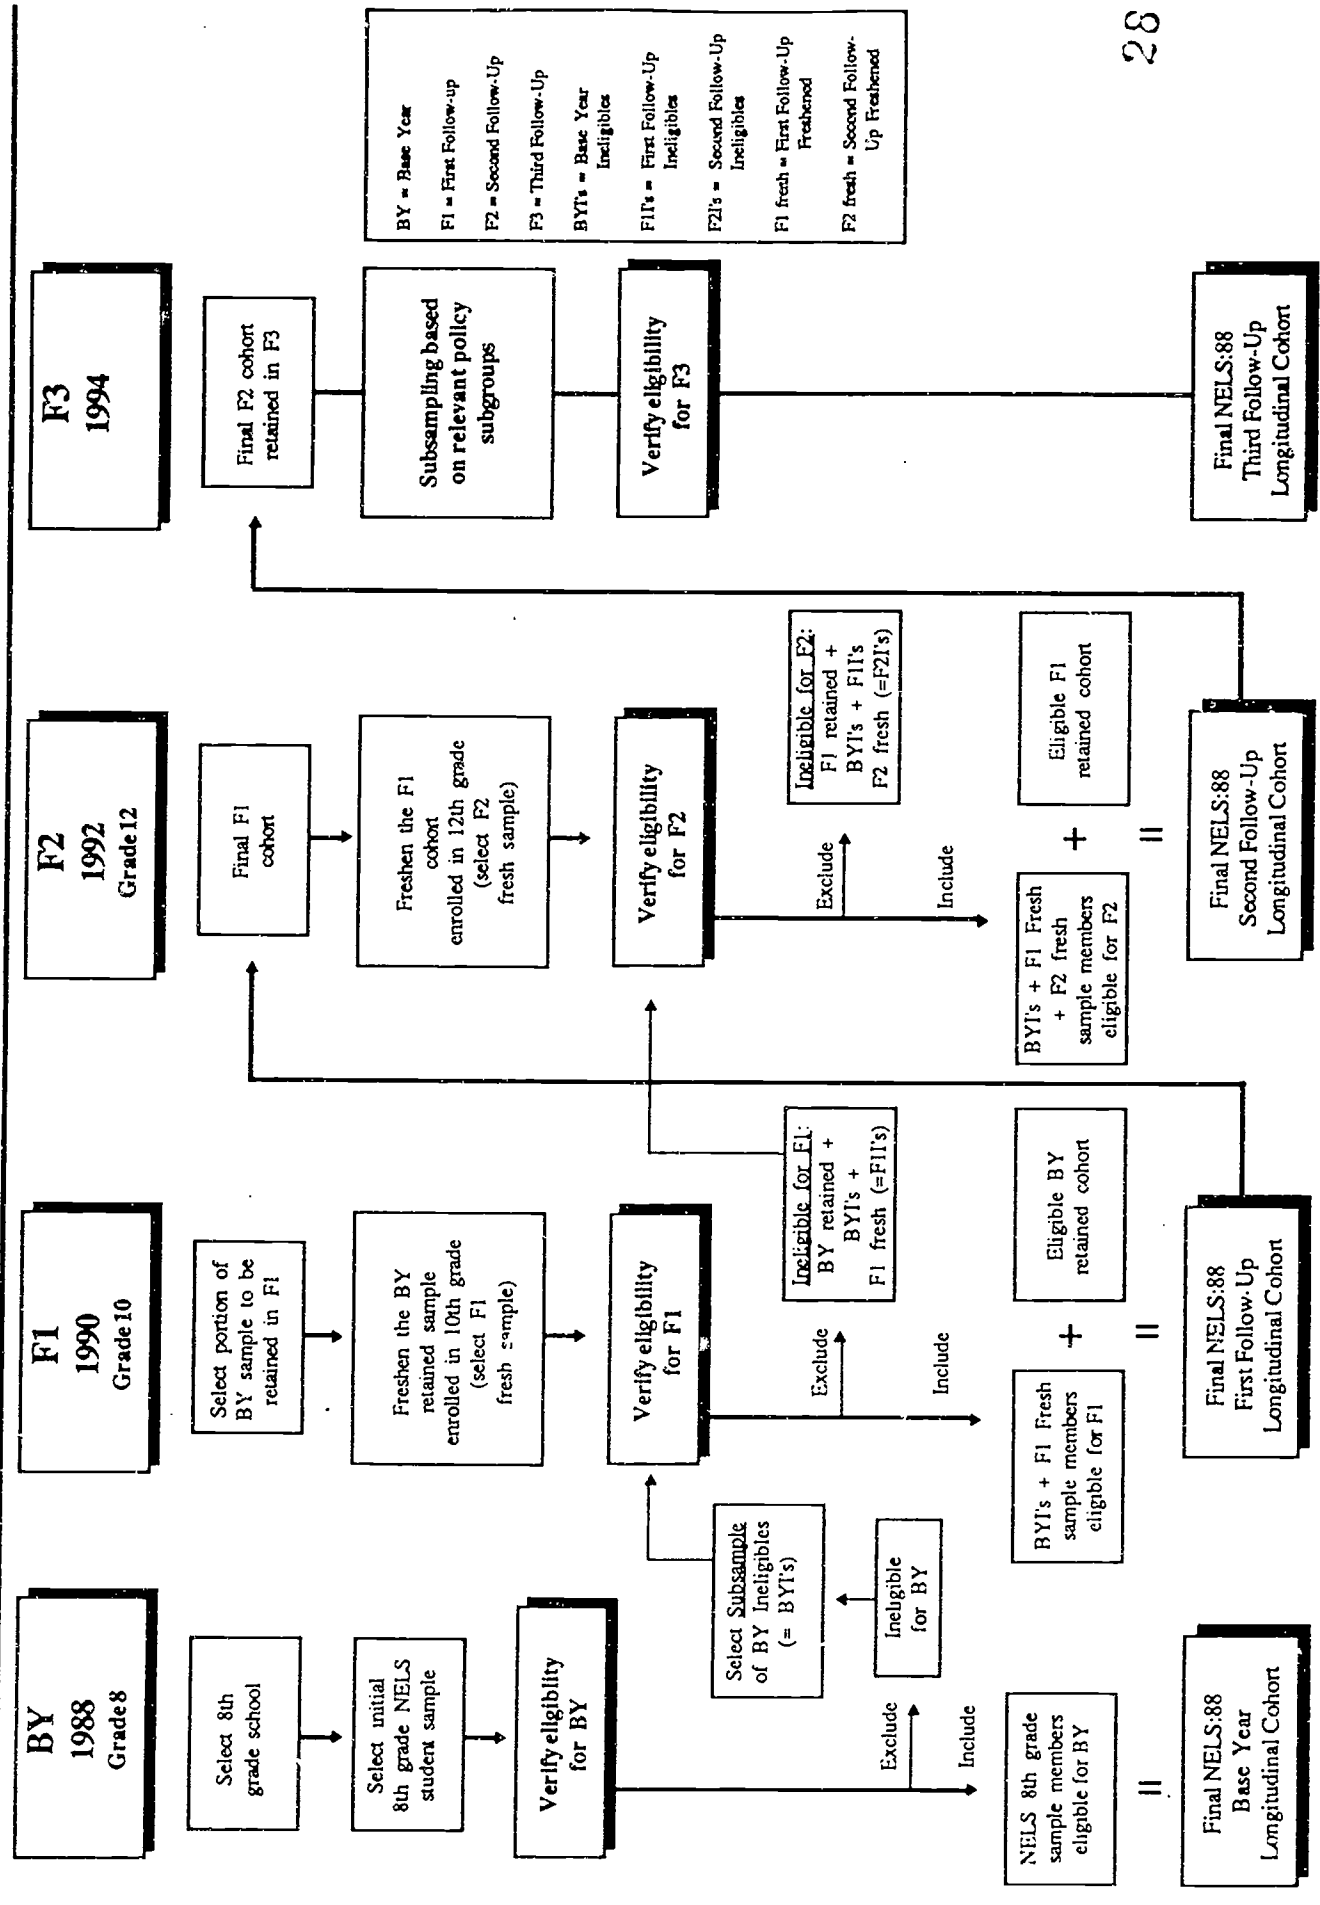 BY
1988
Grade 8
Select 8th
grade school
Select initial
8th grade NELS
student sample
Verify eligiblity
for BY
Exclude
Include
Ineligible
for BY
Select Subsample
of BY Ineligibles
(= BYI's)
NELS 8th grade
sample members
eligible for BY
=
Final NELS:88
Base Year
Longitudinal Cohort
F1
1990
Grade 10
Select portion of
BY sample to be
retained in F1
Freshen the BY
retained sample
enrolled in 10th grade
(select F1
fresh sample)
Verify eligibility
for F1
Exclude
Include
Ineligible for F1:
BY retained +
BYI's +
F1 fresh (=F1I's)
BYI's + F1 Fresh
sample members
eligible for F1
+
Eligible BY
retained cohort
=
Final NELS:88
First Follow-Up
Longitudinal Cohort
F2
1992
Grade 12
Final F1
cohort
Freshen the F1
cohort
enrolled in 12th grade
(select F2
fresh sample)
Verify eligibility
for F2
Exclude
Include
Ineligible for F2:
F1 retained +
BYI's + F1I's
F2 fresh (=F2I's)
BYI's + F1 Fresh
+ F2 fresh
sample members
eligible for F2
+
Eligible F1
retained cohort
=
Final NELS:88
Second Follow-Up
Longitudinal Cohort
F3
1994
Final F2 cohort
retained in F3
Subsampling based
on relevant policy
subgroups
Verify eligibility
for F3
Final NELS:88
Third Follow-Up
Longitudinal Cohort
BY = Base Year
F1 = First Follow-up
F2 = Second Follow-Up
F3 = Third Follow-Up
BYI's = Base Year
Ineligibles
F1I's = First Follow-Up
Ineligibles
F2I's = Second Follow-Up
Ineligibles
F1 fresh = First Follow-Up
Freshened
F2 fresh = Second Follow-
Up Freshened
28